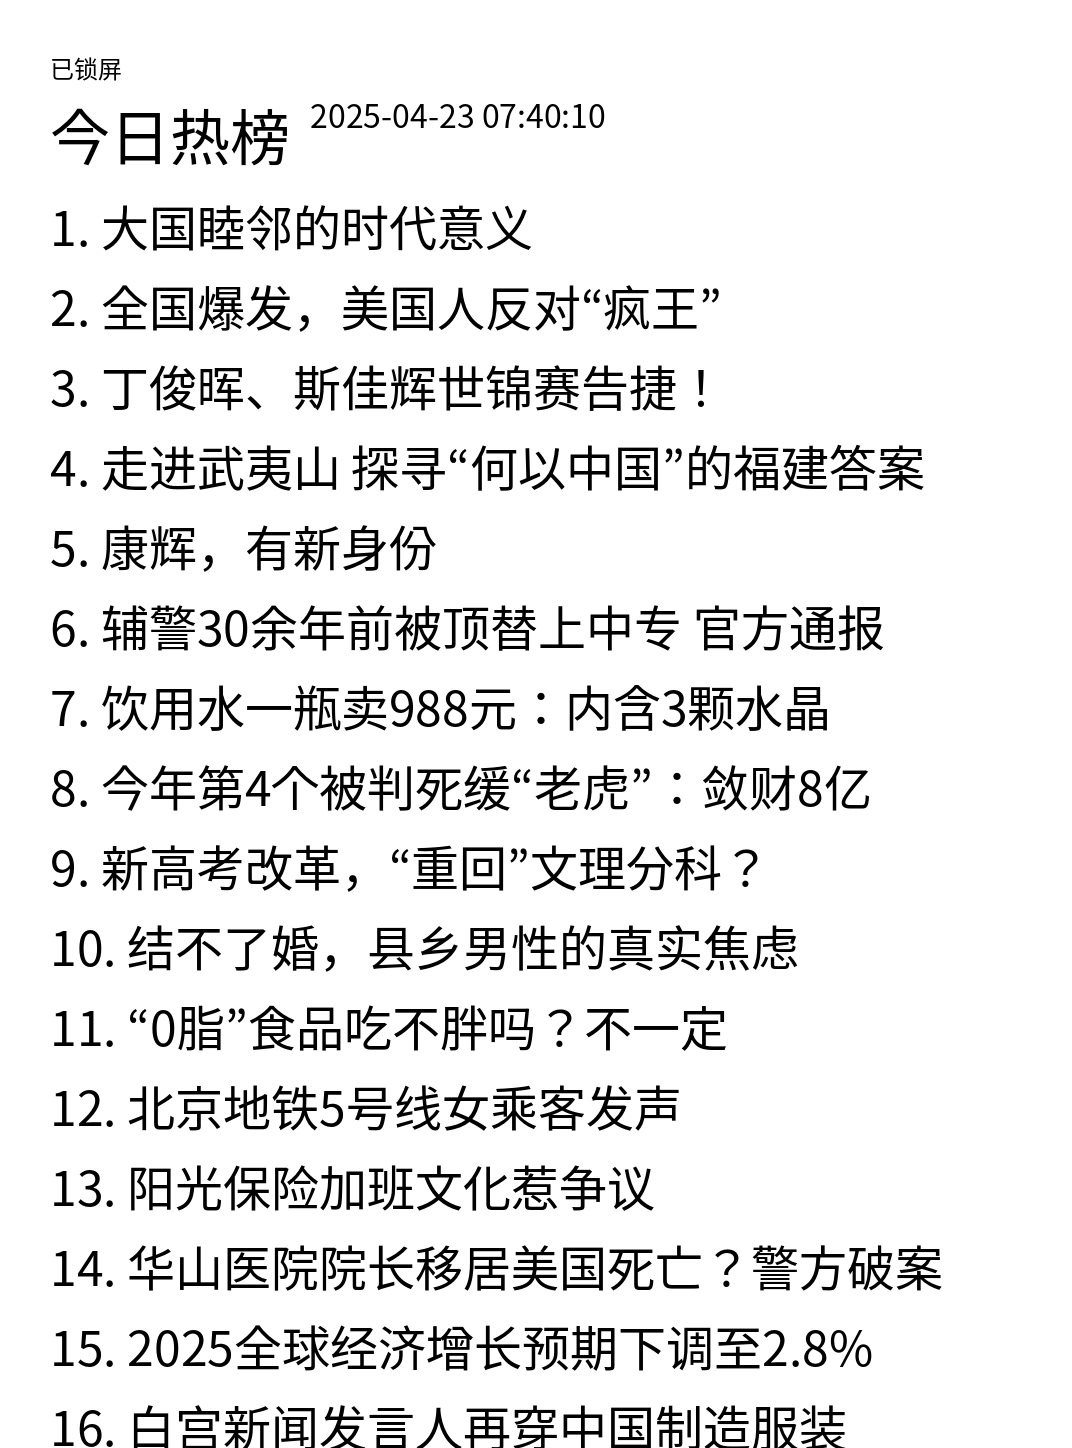 已锁屏
今日热榜 2025-04-23 07:40:10
1. 大国睦邻的时代意义
2. 全国爆发，美国人反对“疯王”
3. 丁俊晖、斯佳辉世锦赛告捷！
4. 走进武夷山 探寻“何以中国”的福建答案
5. 康辉，有新身份
6. 辅警30余年前被顶替上中专 官方通报
7. 饮用水一瓶卖988元：内含3颗水晶
8. 今年第4个被判死缓“老虎”：敛财8亿
9. 新高考改革，“重回”文理分科？
10. 结不了婚，县乡男性的真实焦虑
11. “0脂”食品吃不胖吗？不一定
12. 北京地铁5号线女乘客发声
13. 阳光保险加班文化惹争议
14. 华山医院院长移居美国死亡？警方破案
15. 2025全球经济增长预期下调至2.8%
16. 白宫新闻发言人再穿中国制造服装